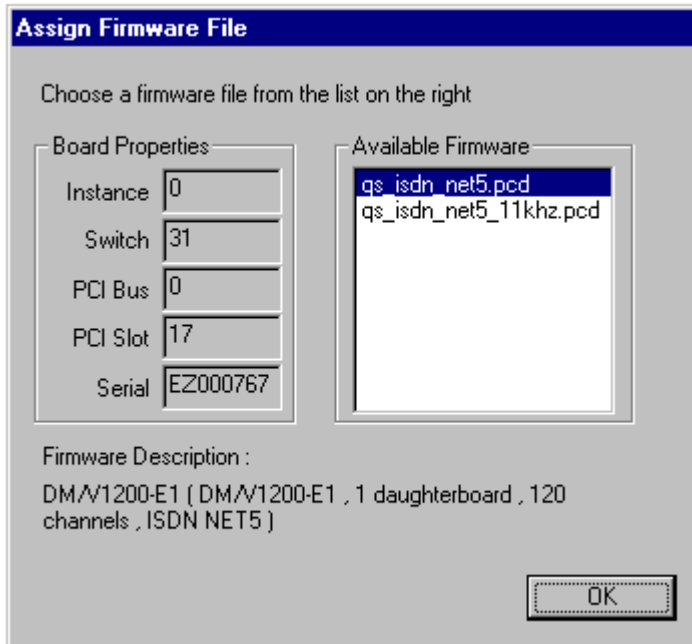 Assign Firmware File
Choose a firmware file from the list on the right
Board Properties
Instance 0
Switch 31
PCI Bus 0
PCI Slot 17
Serial EZ000767
Available Firmware
qs_isdn_net5.pcd
qs_isdn_net5_11khz.pcd
Firmware Description :
DM/V1200-E1 ( DM/V1200-E1 , 1 daughterboard , 120
channels , ISDN NET5 )
OK